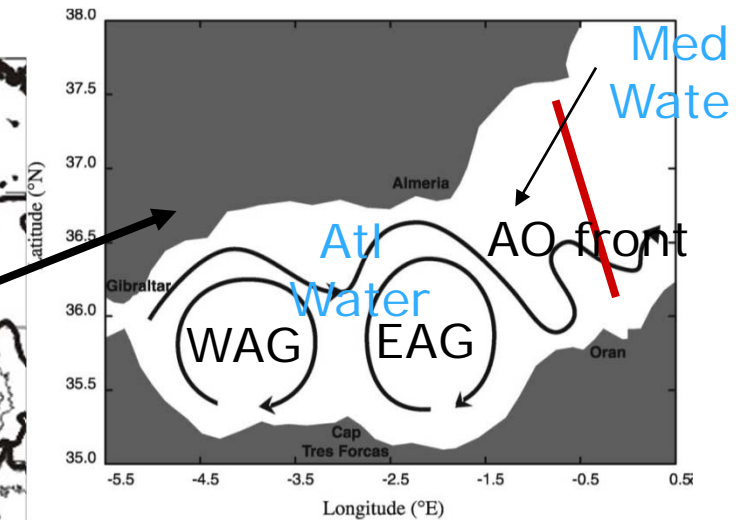 38.0
Med
37.5
Wate
37.0
Latitude (°N)
Almeria
36.5
Atl
AO front
Gibraltar
Water
36.0
WAG
EAG
Oran
35.5
Cap
Tres Forcas
35.0
-5.5
-4.5
-3.5
-2.5
-1.5
-0.5
0.5
Longitude (°E)